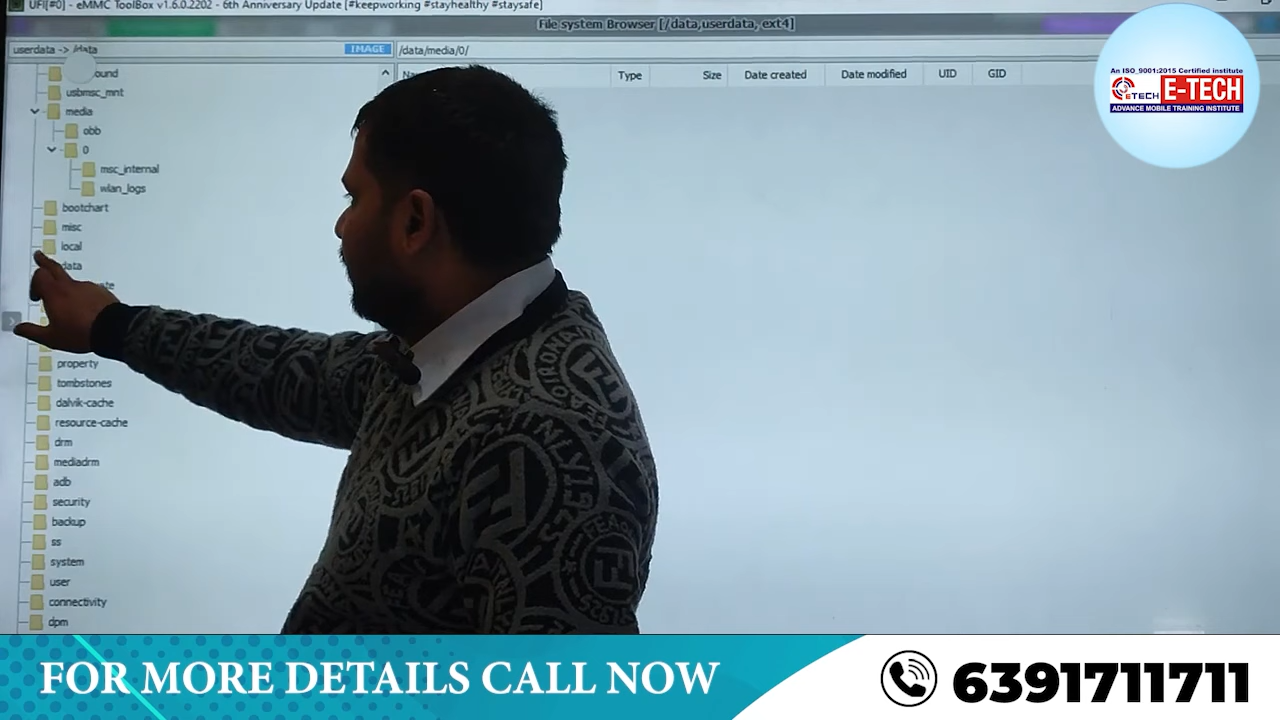 UFI[#0] - eMMC ToolBox v1.6.0.2202 - 6th Anniversary Update [#keepworking #stayhealthy #staysafe]
File system Browser [/data,userdata, ext4]
userdata -> /data
IMAGE
/data/media/0/
Type
Size
Date created
Date modified
UID
GID
usbmsc_mnt
media
obb
0
msc_internal
wlan_logs
bootchart
misc
local
data
property
tombstones
dalvik-cache
resource-cache
drm
mediadrm
adb
security
backup
ss
system
user
connectivity
dpm
An ISO_9001:2015 Certified institute
ETECH E-TECH
ADVANCE MOBILE TRAINING INSTITUTE
FOR MORE DETAILS CALL NOW
6391711711